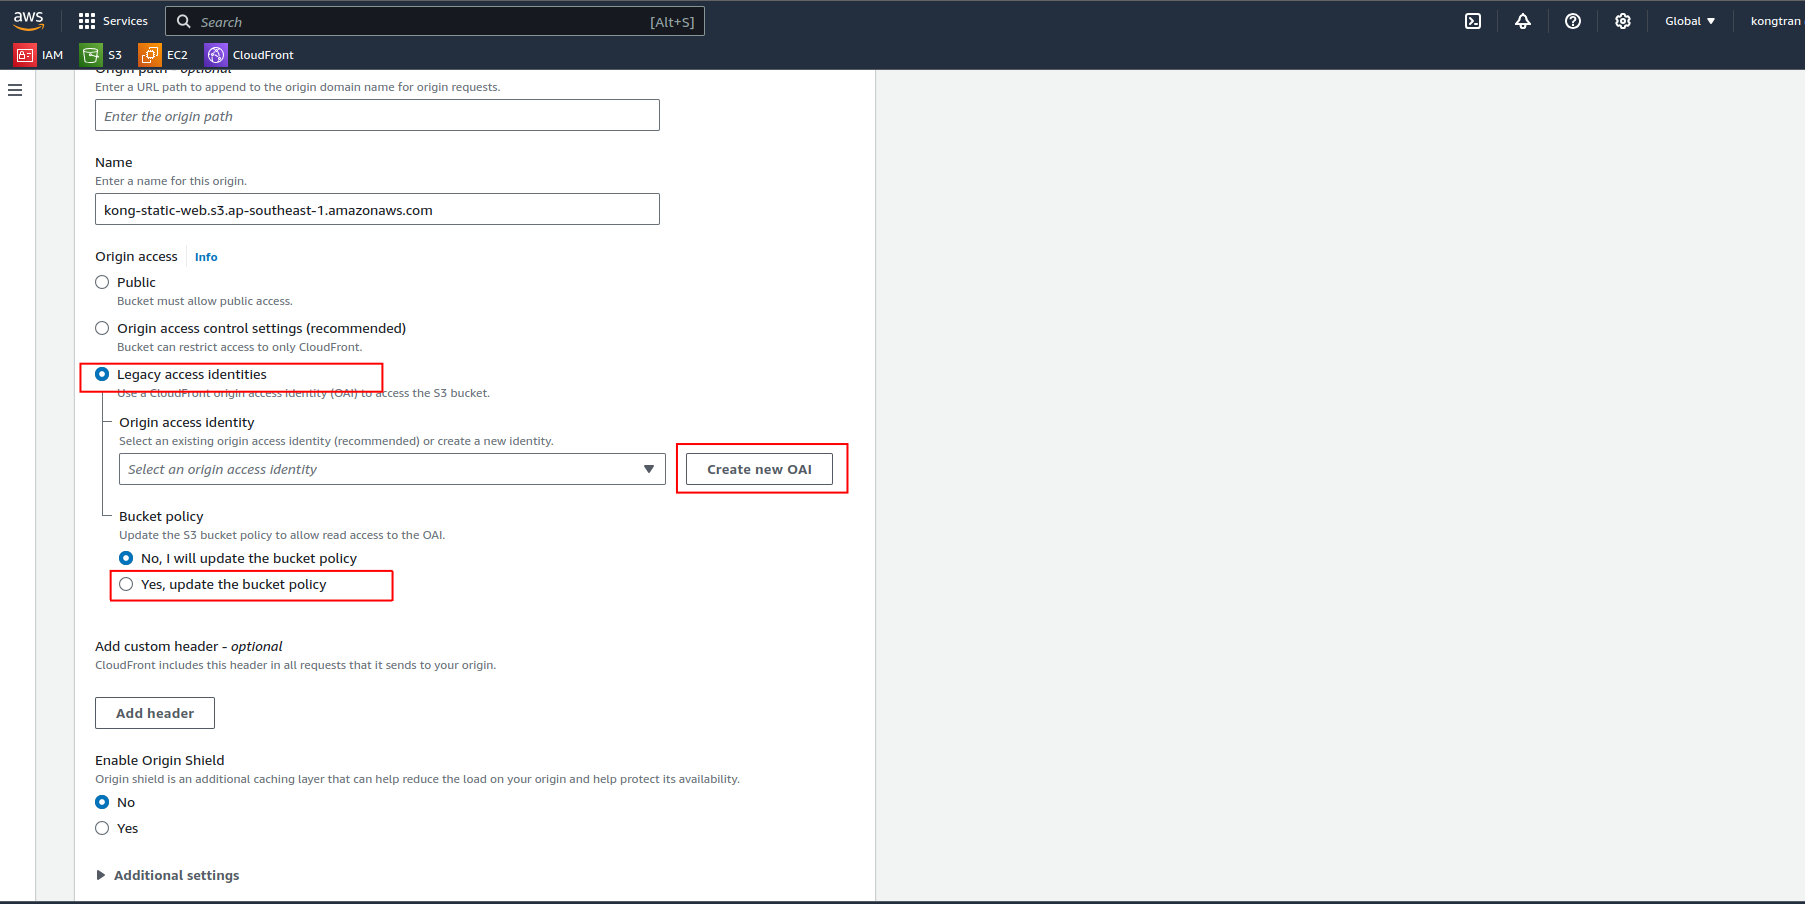 aws Services Search [Alt+S] Global kongtran
IAM S3 EC2 CloudFront
Origin path - optional
Enter a URL path to append to the origin domain name for origin requests.
Enter the origin path
Name
Enter a name for this origin.
kong-static-web.s3.ap-southeast-1.amazonaws.com
Origin access Info
Public
Bucket must allow public access.
Origin access control settings (recommended)
Bucket can restrict access to only CloudFront.
Legacy access identities
Use a CloudFront origin access identity (OAI) to access the S3 bucket.
Origin access identity
Select an existing origin access identity (recommended) or create a new identity.
Select an origin access identity Create new OAI
Bucket policy
Update the S3 bucket policy to allow read access to the OAI.
No, I will update the bucket policy
Yes, update the bucket policy
Add custom header - optional
CloudFront includes this header in all requests that it sends to your origin.
Add header
Enable Origin Shield
Origin shield is an additional caching layer that can help reduce the load on your origin and help protect its availability.
No
Yes
Additional settings